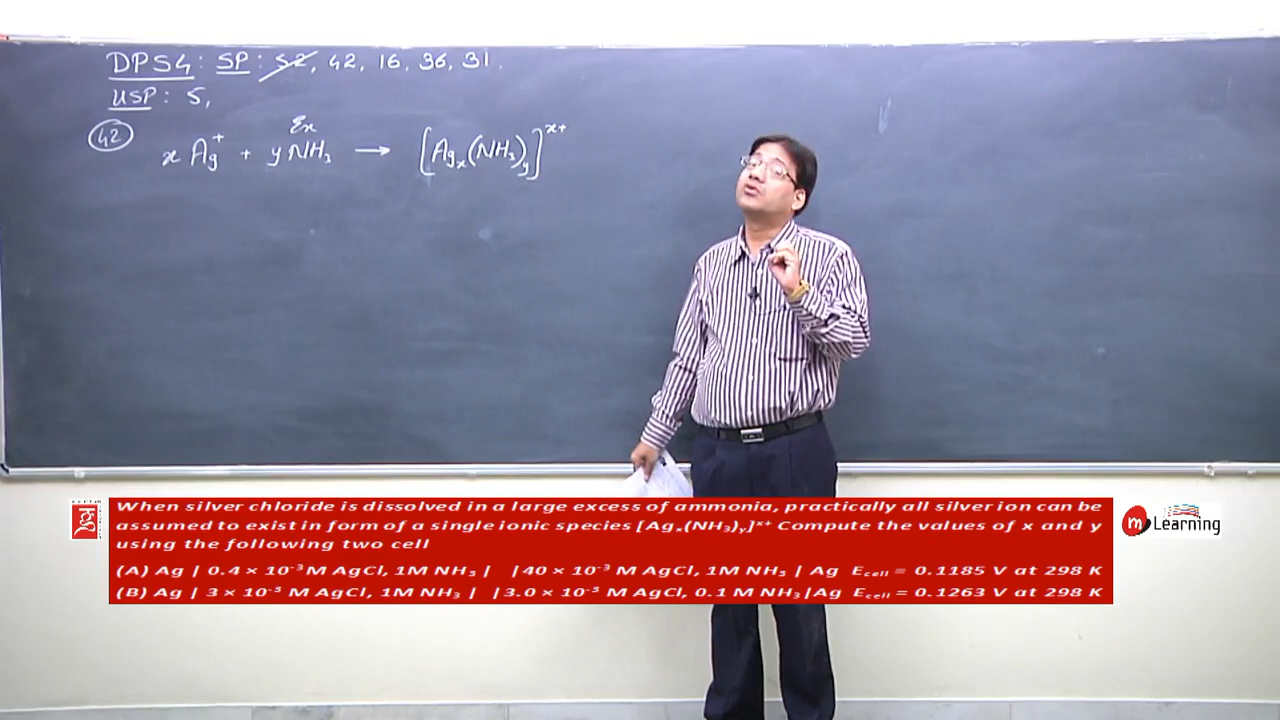 DPS4: SP: 52, 42, 16, 36, 31.
USP: 5,
Ex
42 x Ag⁺ + y NH₃ → [Agₓ(NH₃)ᵧ]ˣ⁺
When silver chloride is dissolved in a large excess of ammonia, practically all silver ion can be
assumed to exist in form of a single ionic species [Agₓ(NH₃)ᵧ]ˣ⁺ Compute the values of x and y
using the following two cell
(A) Ag | 0.4 × 10⁻³ M AgCl, 1M NH₃ | | 40 × 10⁻³ M AgCl, 1M NH₃ | Ag E꜀ₑₗₗ = 0.1185 V at 298 K
(B) Ag | 3 × 10⁻³ M AgCl, 1M NH₃ | | 3.0 × 10⁻³ M AgCl, 0.1 M NH₃ | Ag E꜀ₑₗₗ = 0.1263 V at 298 K
m Learning